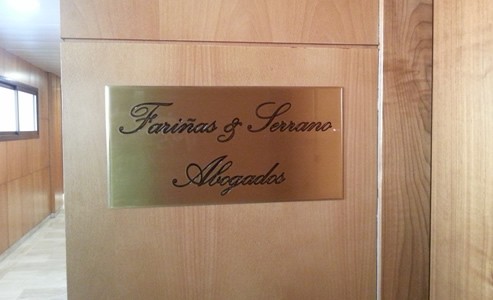 Fariñas & Serrano
Abogados